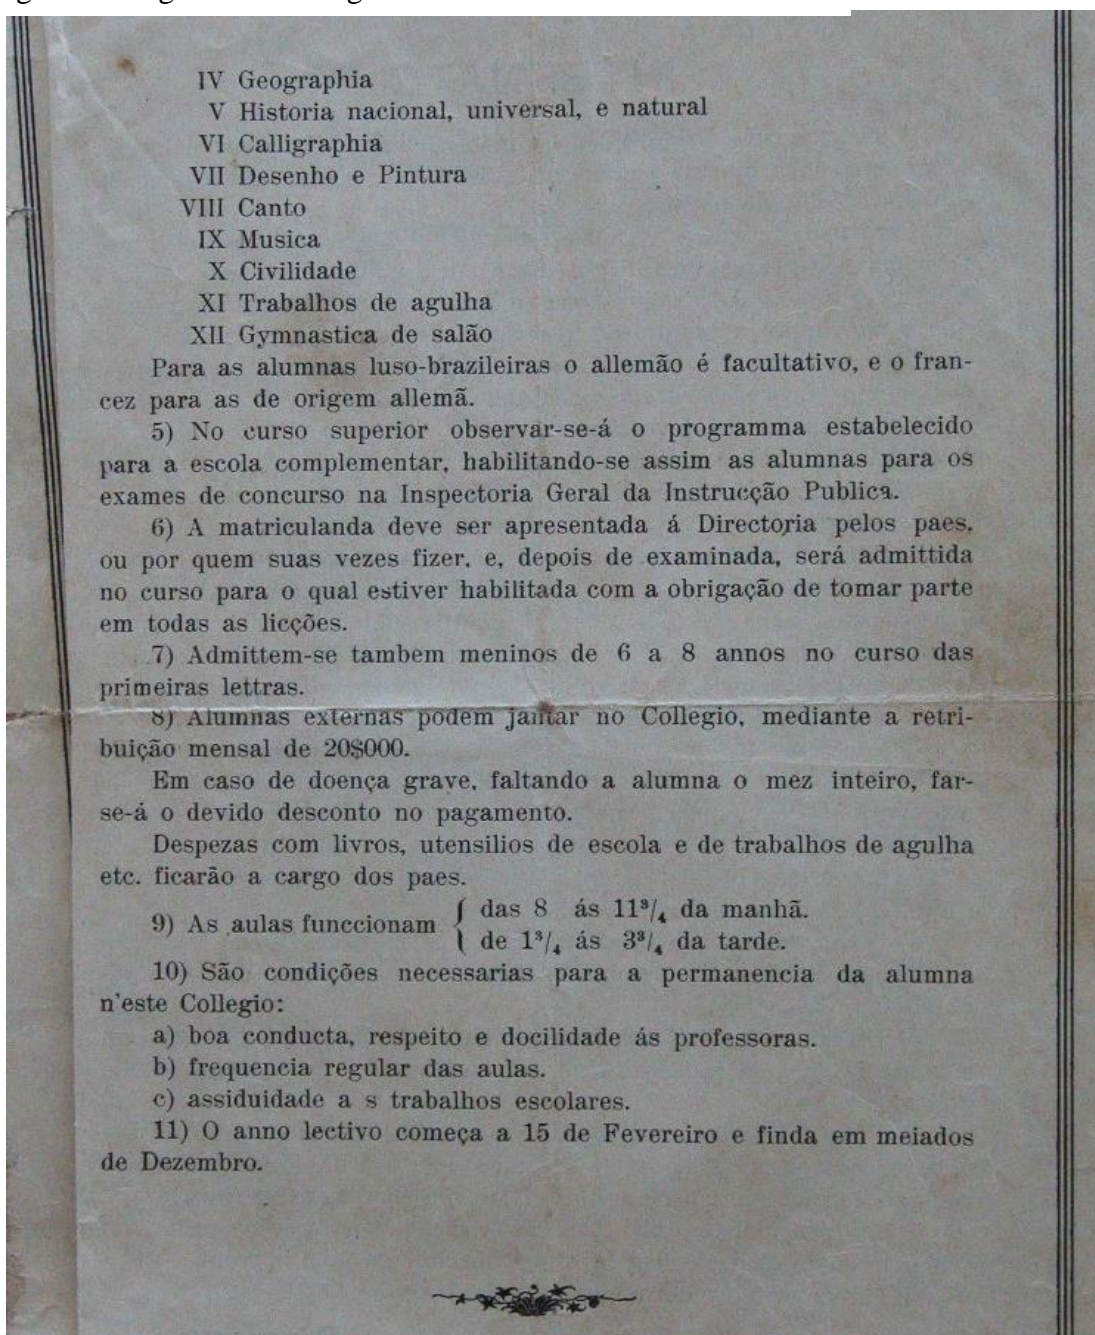 IV Geographia
V Historia nacional, universal, e natural
VI Calligraphia
VII Desenho e Pintura
VIII Canto
IX Musica
X Civilidade
XI Trabalhos de agulha
XII Gymnastica de salão
Para as alumnas luso-brazileiras o allemão é facultativo, e o fran-
cez para as de origem allemã.
5) No curso superior observar-se-á o programma estabelecido
para a escola complementar, habilitando-se assim as alumnas para os
exames de concurso na Inspectoria Geral da Instrucção Publica.
6) A matriculanda deve ser apresentada á Directoria pelos paes,
ou por quem suas vezes fizer, e, depois de examinada, será admittida
no curso para o qual estiver habilitada com a obrigação de tomar parte
em todas as licções.
7) Admittem-se tambem meninos de 6 a 8 annos no curso das
primeiras lettras.
8) Alumnas externas podem jantar no Collegio, mediante a retri-
buição mensal de 20$000.
Em caso de doença grave, faltando a alumna o mez inteiro, far-
se-á o devido desconto no pagamento.
Despezas com livros, utensilios de escola e de trabalhos de agulha
etc. ficarão a cargo dos paes.
9) As aulas funccionam { das 8 ás 11³/₄ da manhã.
de 1³/₄ ás 3³/₄ da tarde.
10) São condições necessarias para a permanencia da alumna
n'este Collegio:
a) boa conducta, respeito e docilidade ás professoras.
b) frequencia regular das aulas.
c) assiduidade a s trabalhos escolares.
11) O anno lectivo começa a 15 de Fevereiro e finda em meiados
de Dezembro.